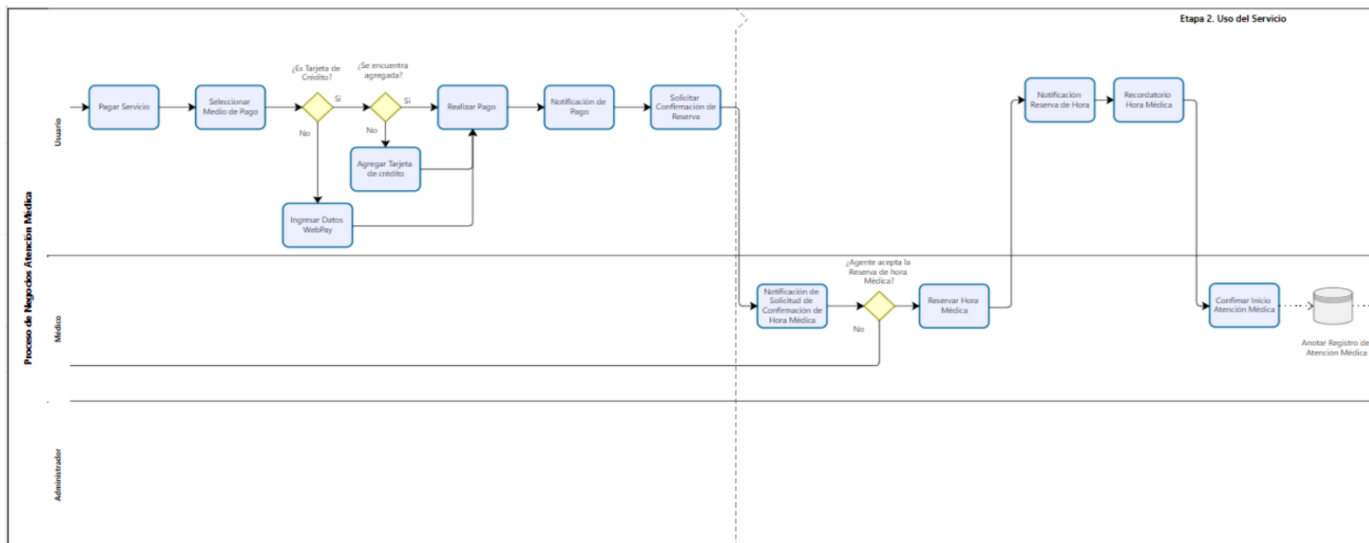 Etapa 2. Uso del Servicio
Proceso de Negocios Atención Médica
Usuario
Pagar Servicio
Seleccionar
Medio de Pago
¿Es Tarjeta de
Crédito?
Si
No
¿Se encuentra
agregada?
Si
No
Agregar Tarjeta
de crédito
Ingresar Datos
WebPay
Realizar Pago
Notificación de
Pago
Solicitar
Confirmación de
Reserva
Notificación
Reserva de Hora
Recordatorio
Hora Médica
Médico
Notificación de
Solicitud de
Confirmación de
Hora Médica
¿Agente acepta la
Reserva de hora
Médica?
No
Reservar Hora
Médica
Confimar Inicio
Atención Médica
Anotar Registro de
Atención Médica
Administrador